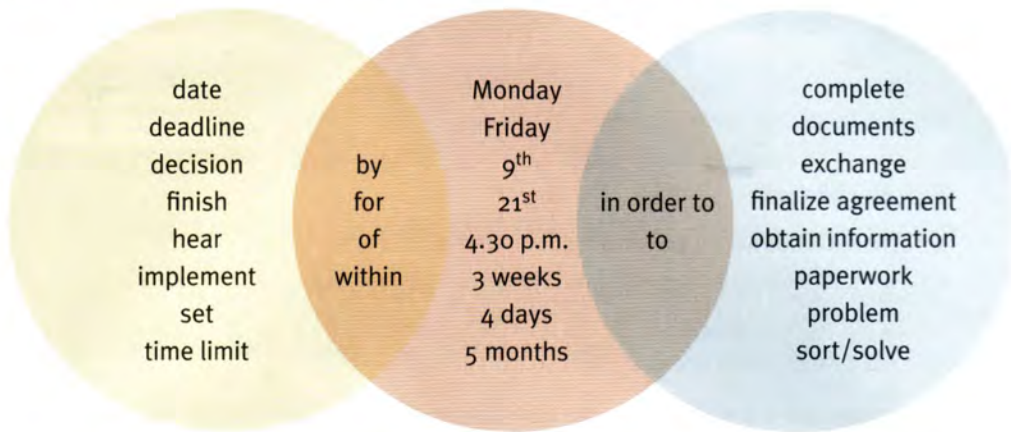 date
deadline
decision
finish
hear
implement
set
time limit
by
for
of
within
Monday
Friday
9th
21st
4.30 p.m.
3 weeks
4 days
5 months
in order to
to
complete
documents
exchange
finalize agreement
obtain information
paperwork
problem
sort/solve